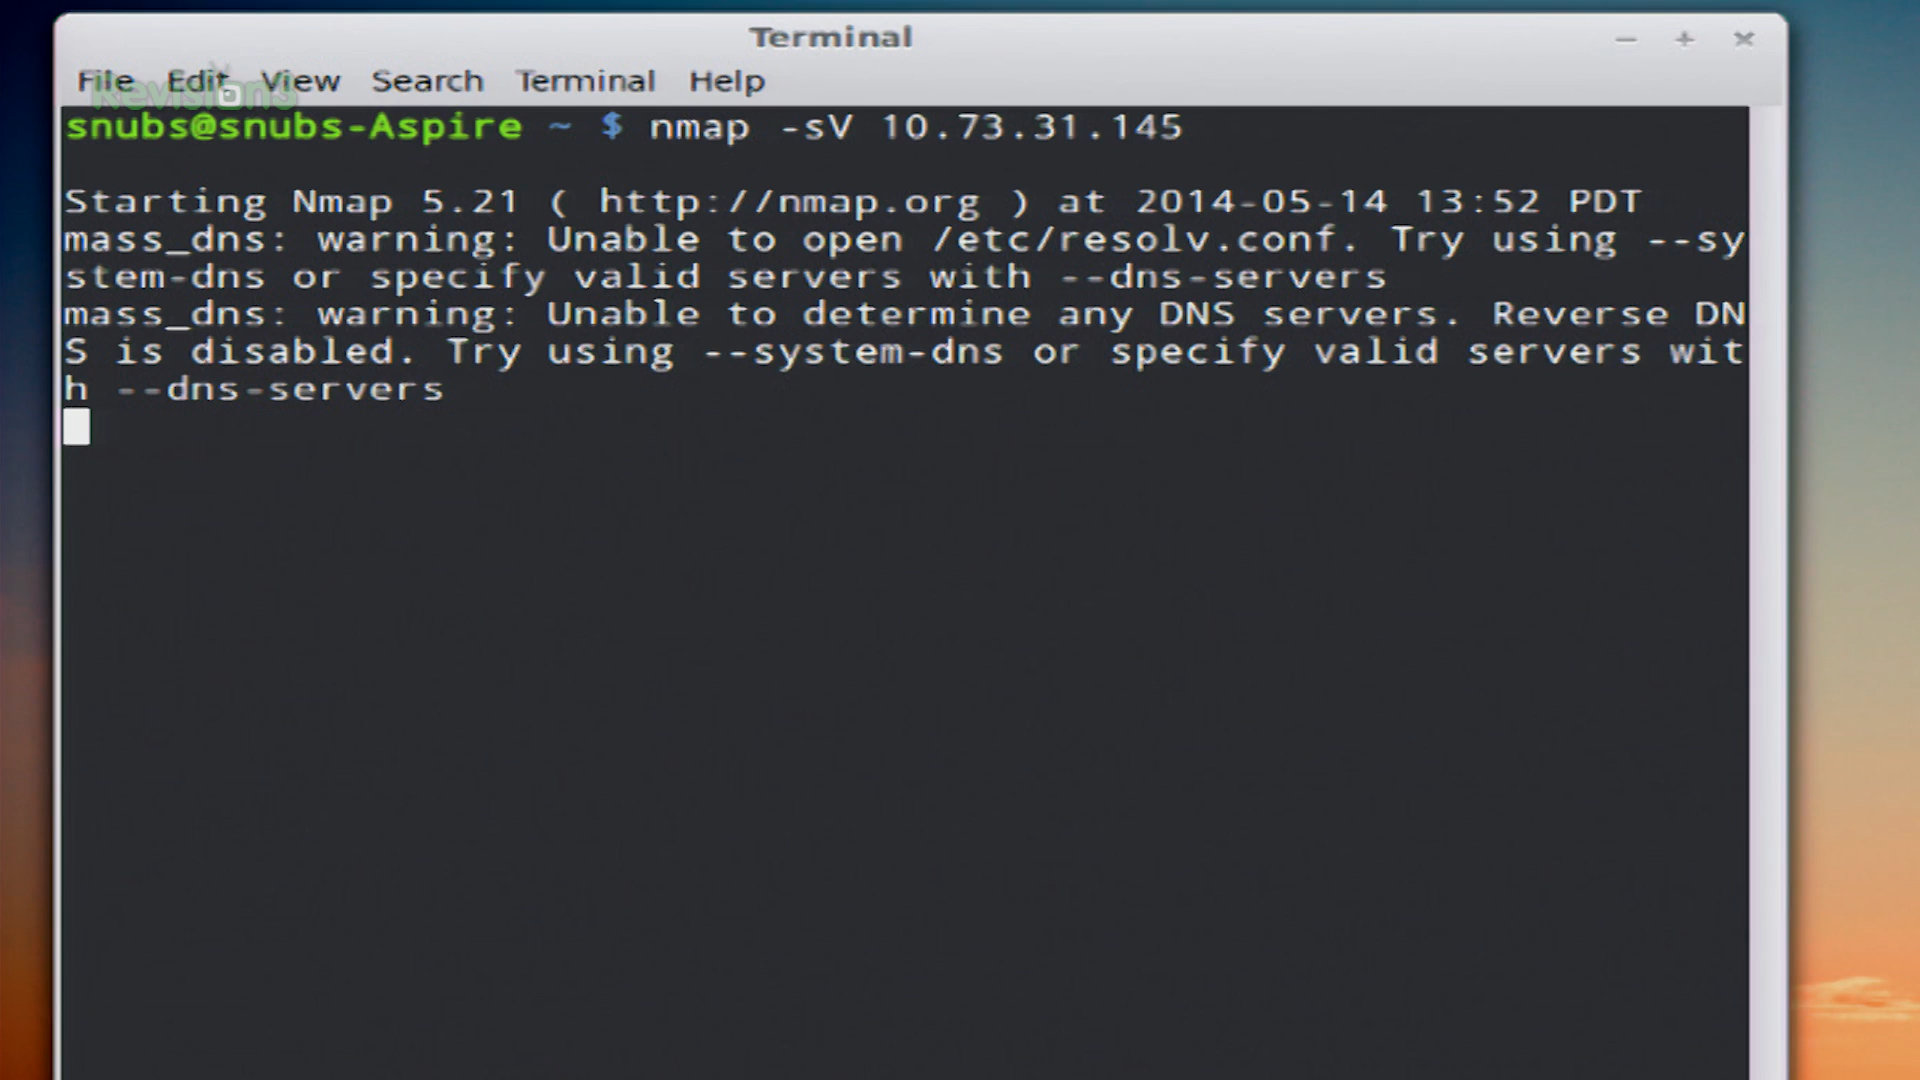 Terminal
File Edit View Search Terminal Help
Revision3
snubs@snubs-Aspire ~ $ nmap -sV 10.73.31.145
Starting Nmap 5.21 ( http://nmap.org ) at 2014-05-14 13:52 PDT
mass_dns: warning: Unable to open /etc/resolv.conf. Try using --sy
stem-dns or specify valid servers with --dns-servers
mass_dns: warning: Unable to determine any DNS servers. Reverse DN
S is disabled. Try using --system-dns or specify valid servers wit
h --dns-servers